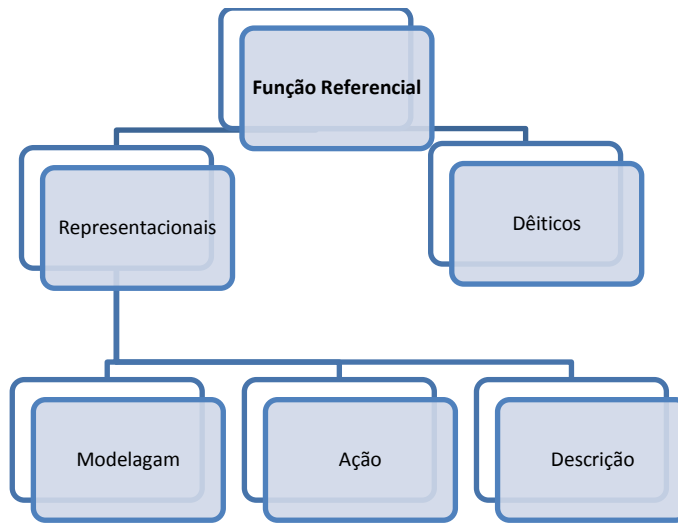 Função Referencial
Representacionais
Dêiticos
Modelagam
Ação
Descrição